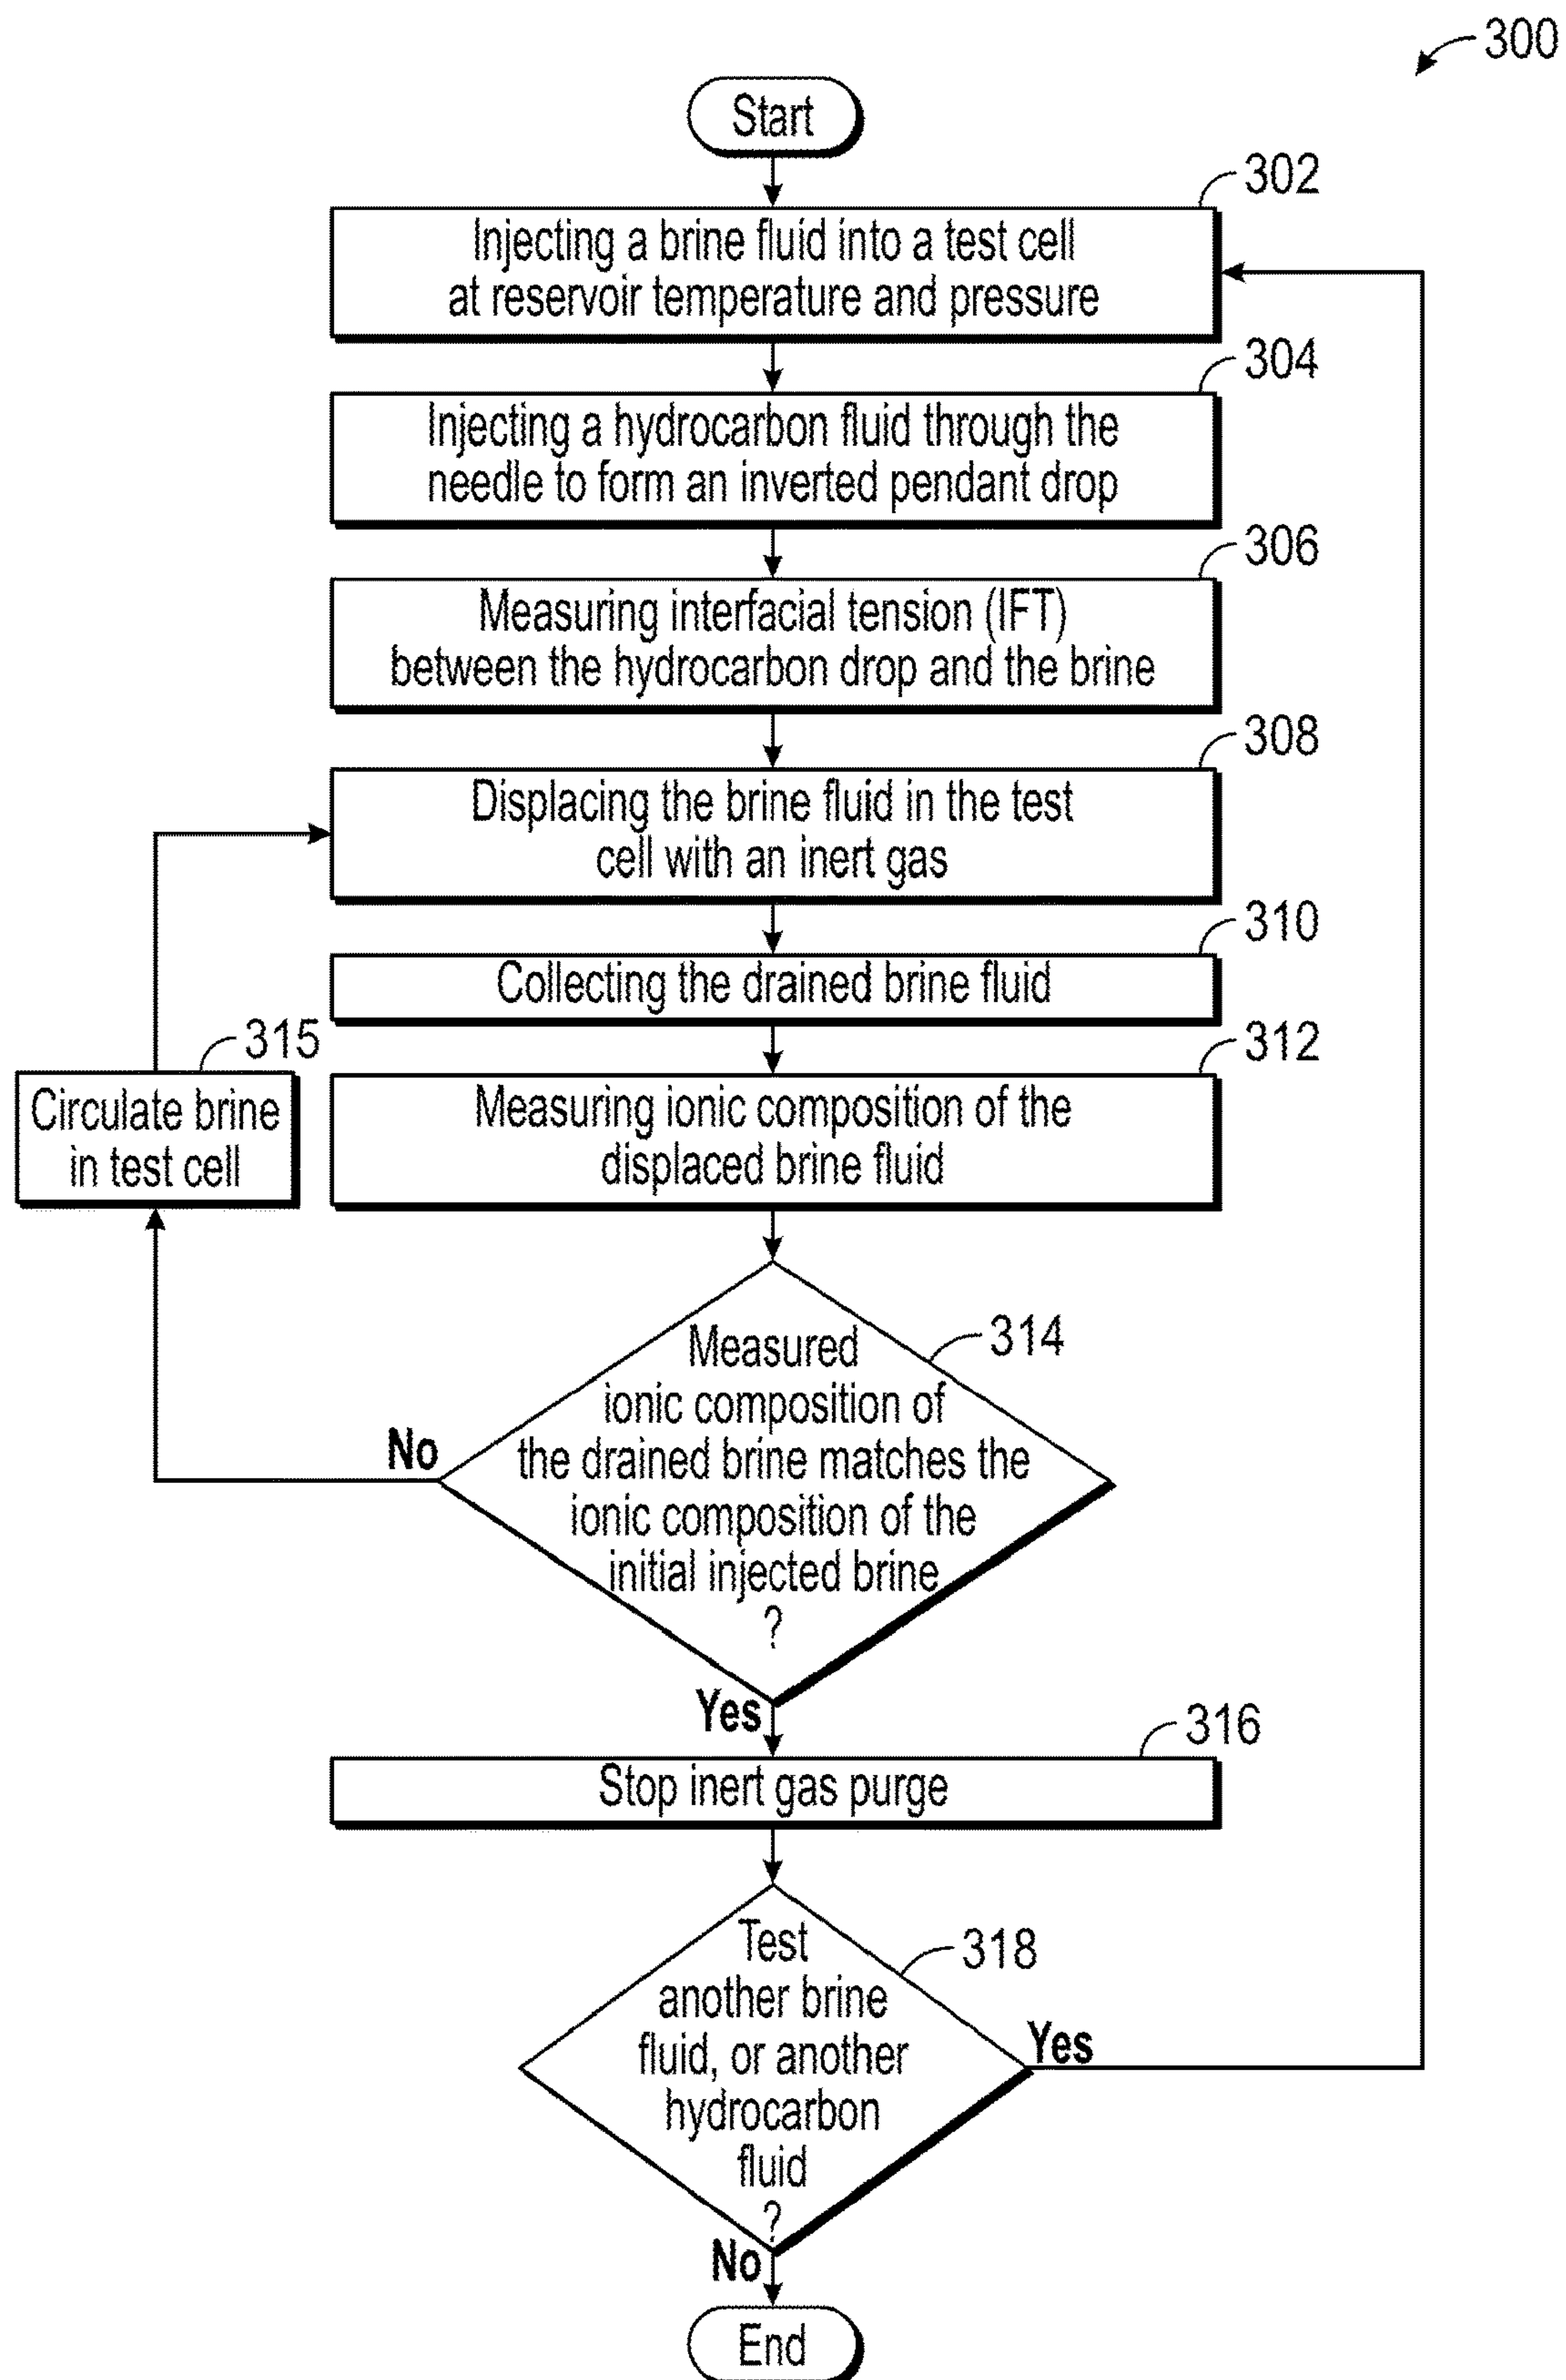 300
Start
302
Injecting a brine fluid into a test cell
at reservoir temperature and pressure
304
Injecting a hydrocarbon fluid through the
needle to form an inverted pendant drop
306
Measuring interfacial tension (IFT)
between the hydrocarbon drop and the brine
308
Displacing the brine fluid in the test
cell with an inert gas
310
Collecting the drained brine fluid
315
Circulate brine
in test cell
312
Measuring ionic composition of the
displaced brine fluid
314
Measured
ionic composition of
the drained brine matches the
ionic composition of the
initial injected brine
?
No
Yes
316
Stop inert gas purge
318
Test
another brine
fluid, or another
hydrocarbon
fluid
?
Yes
No
End